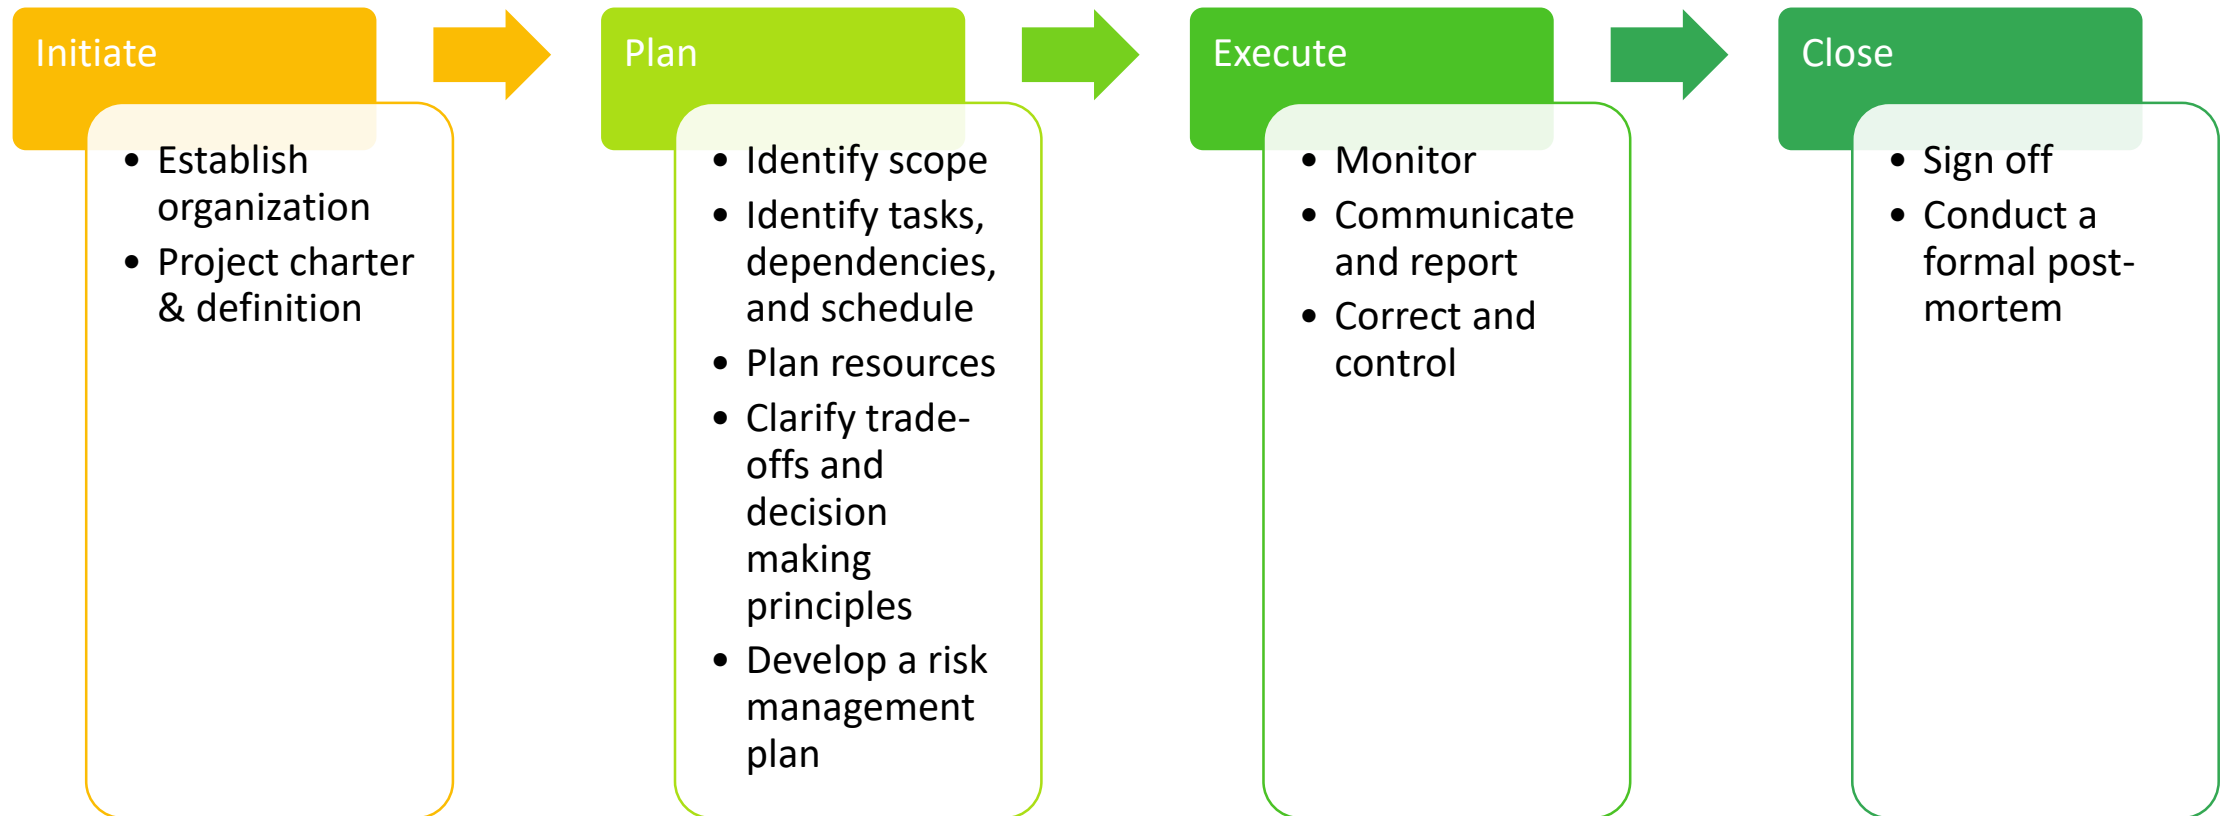 Initiate
• Establish
organization
• Project charter
& definition
Plan
• Identify scope
• Identify tasks,
dependencies,
and schedule
• Plan resources
• Clarify trade-
offs and
decision
making
principles
• Develop a risk
management
plan
Execute
• Monitor
• Communicate
and report
• Correct and
control
Close
• Sign off
• Conduct a
formal post-
mortem